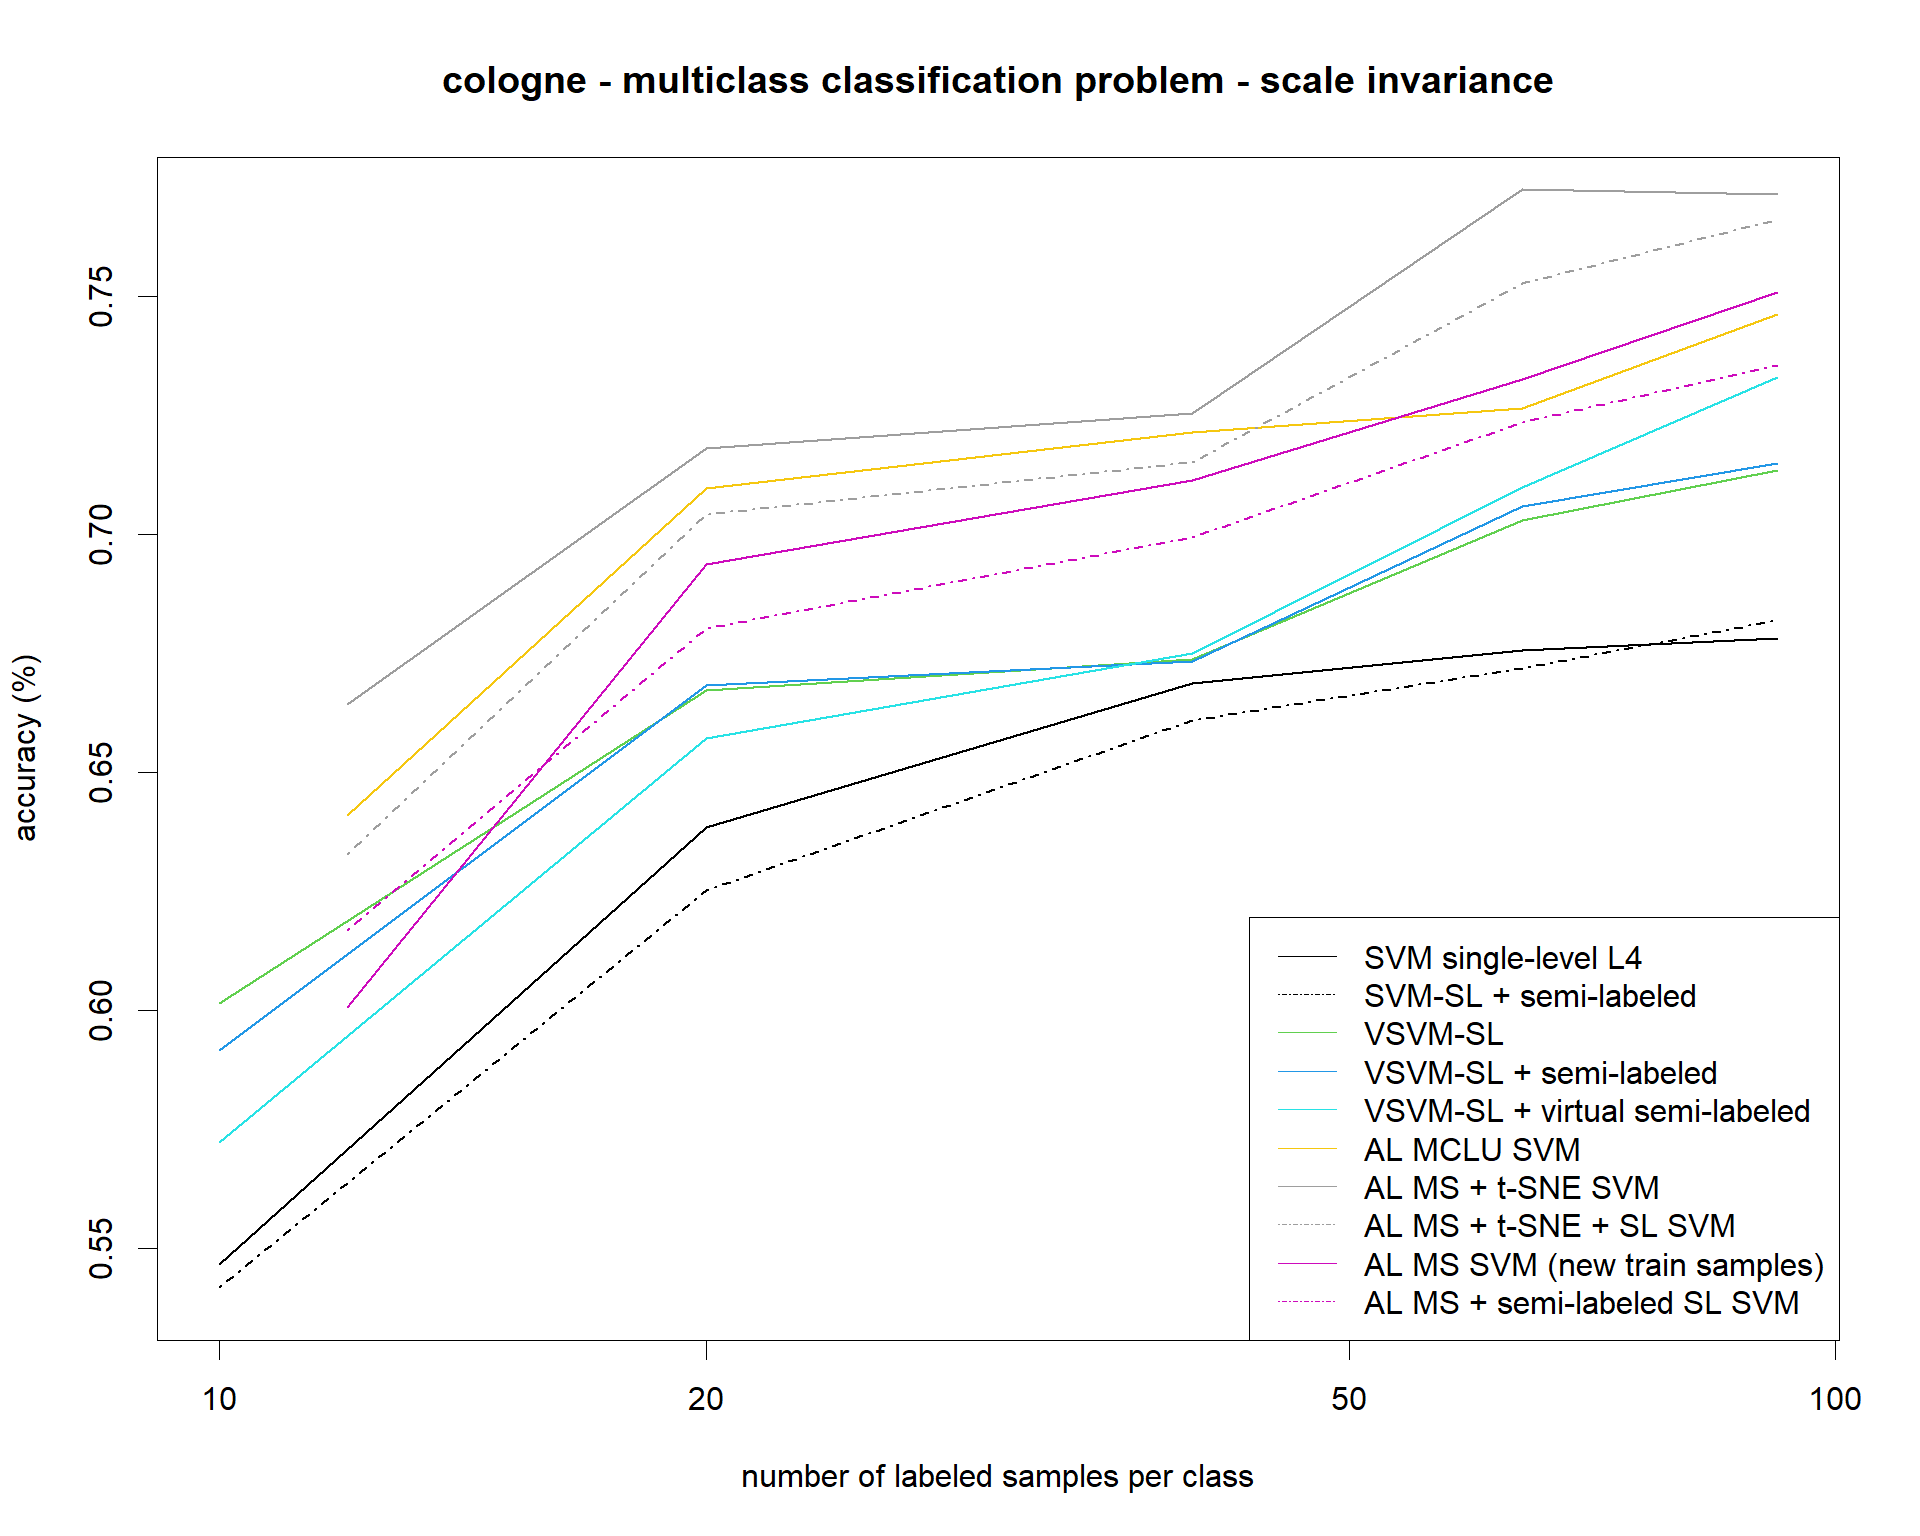 cologne - multiclass classification problem - scale invariance
accuracy (%)
0.75
0.70
0.65
0.60
0.55
SVM single-level L4
SVM-SL + semi-labeled
VSVM-SL
VSVM-SL + semi-labeled
VSVM-SL + virtual semi-labeled
AL MCLU SVM
AL MS + t-SNE SVM
AL MS + t-SNE + SL SVM
AL MS SVM (new train samples)
AL MS + semi-labeled SL SVM
10 20 50 100
number of labeled samples per class